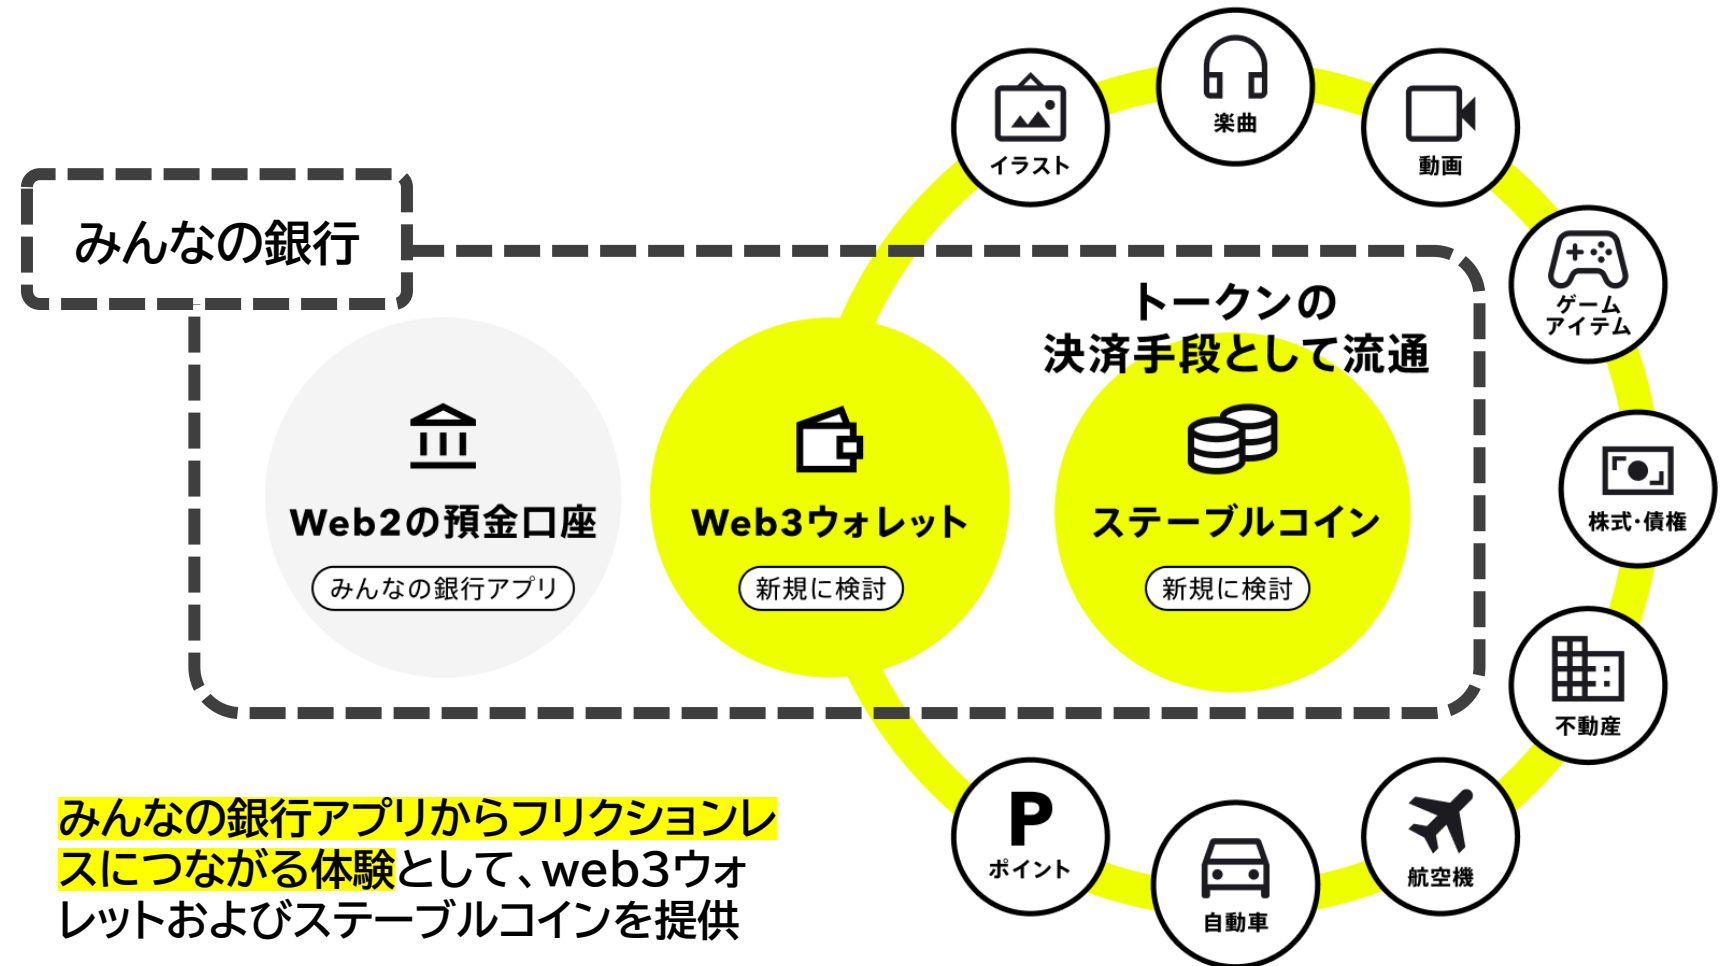 みんなの銀行
トークンの
決済手段として流通
Web2の預金口座
みんなの銀行アプリ
Web3ウォレット
新規に検討
ステーブルコイン
新規に検討
イラスト
楽曲
動画
ゲーム
アイテム
株式・債権
不動産
航空機
自動車
P
ポイント
みんなの銀行アプリからフリクションレ
スにつながる体験として、web3ウォ
レットおよびステーブルコインを提供